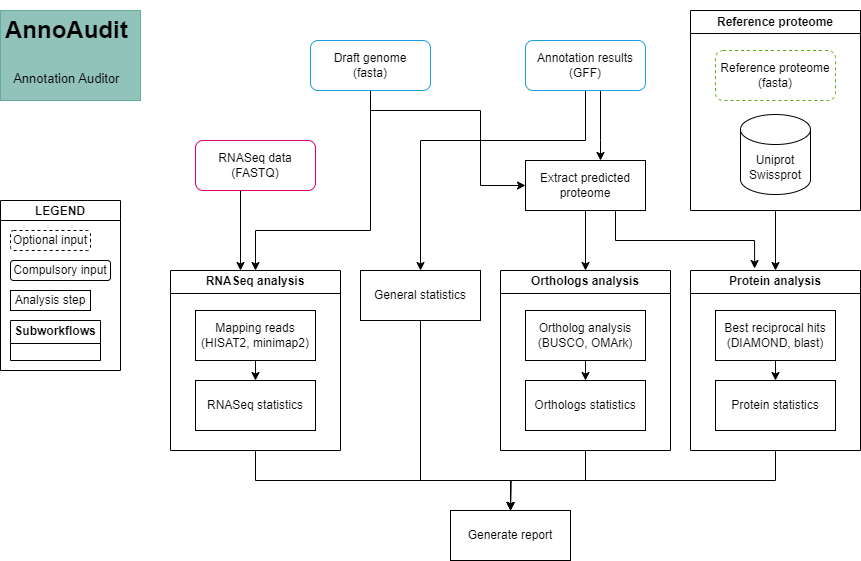 AnnoAudit
Annotation Auditor
Draft genome
(fasta)
Annotation results
(GFF)
Reference proteome
Reference proteome
(fasta)
Uniprot
Swissprot
RNASeq data
(FASTQ)
Extract predicted
proteome
LEGEND
Optional input
Compulsory input
Analysis step
Subworkflows
RNASeq analysis
Mapping reads
(HISAT2, minimap2)
RNASeq statistics
General statistics
Orthologs analysis
Ortholog analysis
(BUSCO, OMArk)
Orthologs statistics
Protein analysis
Best reciprocal hits
(DIAMOND, blast)
Protein statistics
Generate report